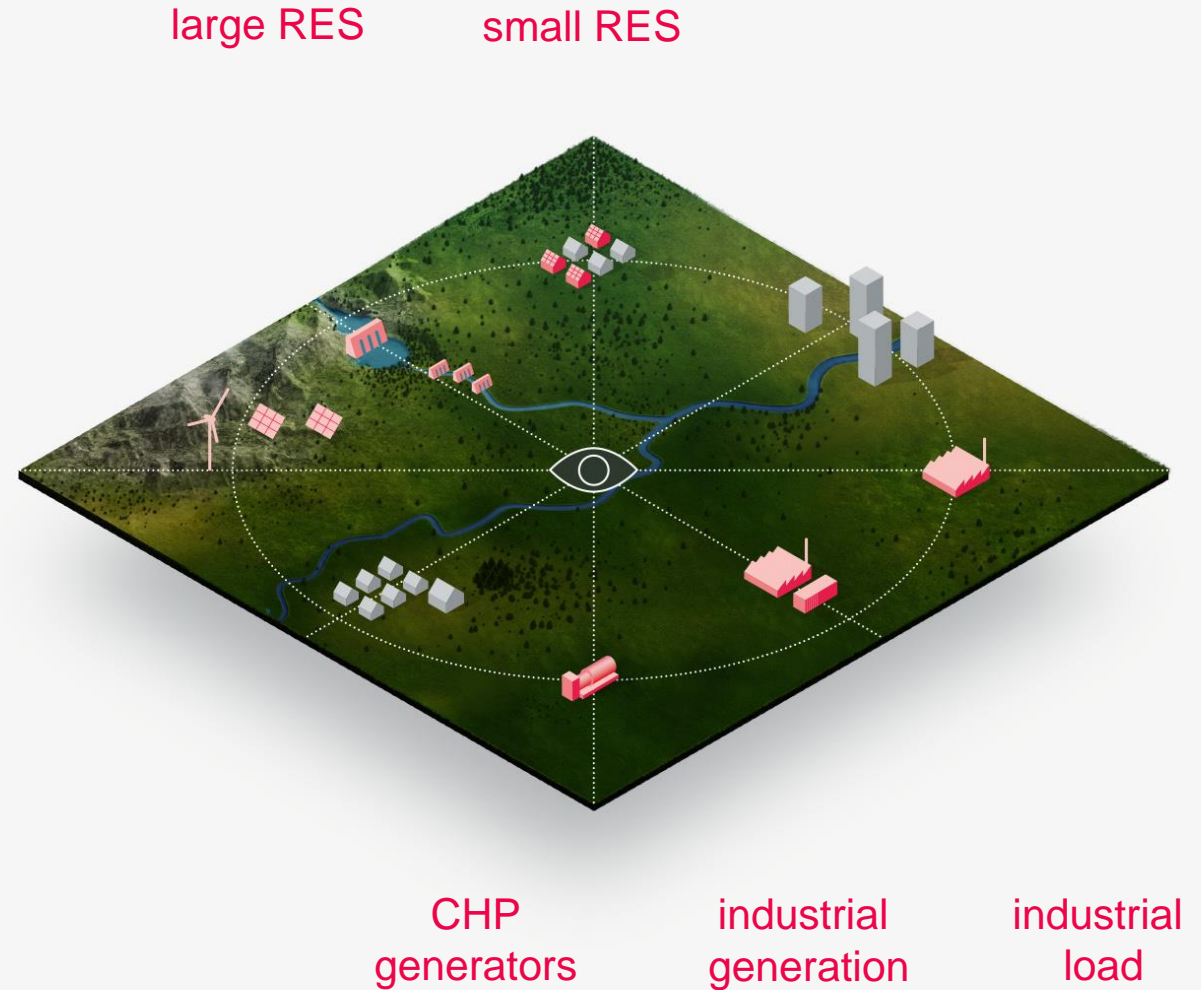 large RES
small RES
CHP
generators
industrial
generation
industrial
load